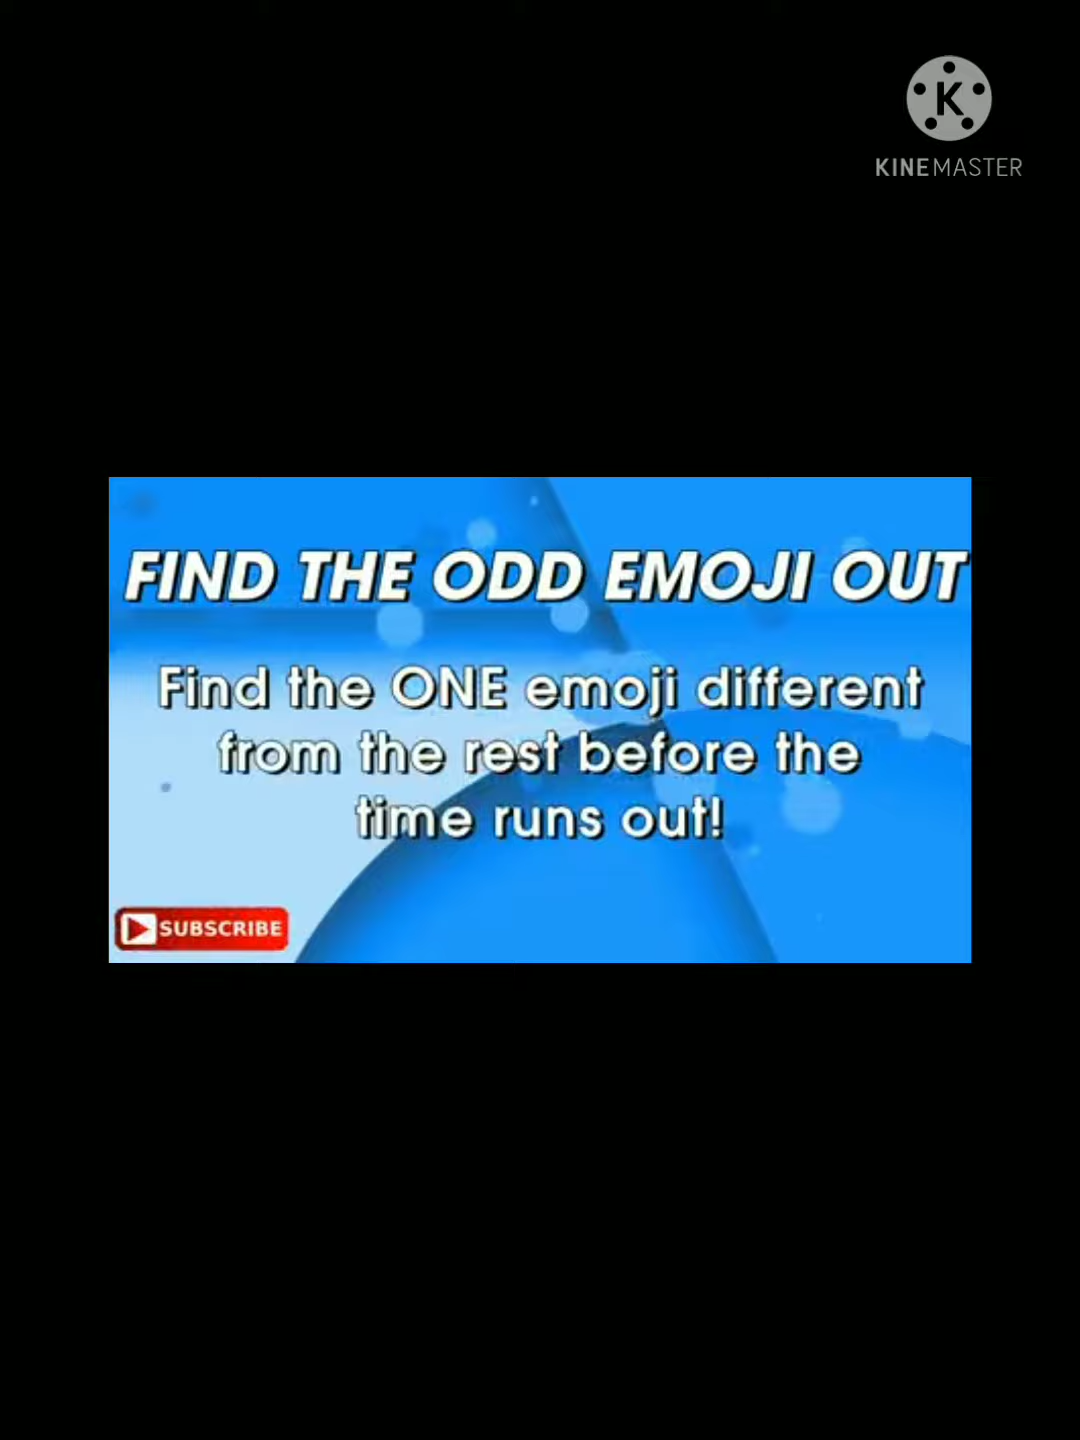 KINEMASTER
FIND THE ODD EMOJI OUT
Find the ONE emoji different
from the rest before the
time runs out!
SUBSCRIBE